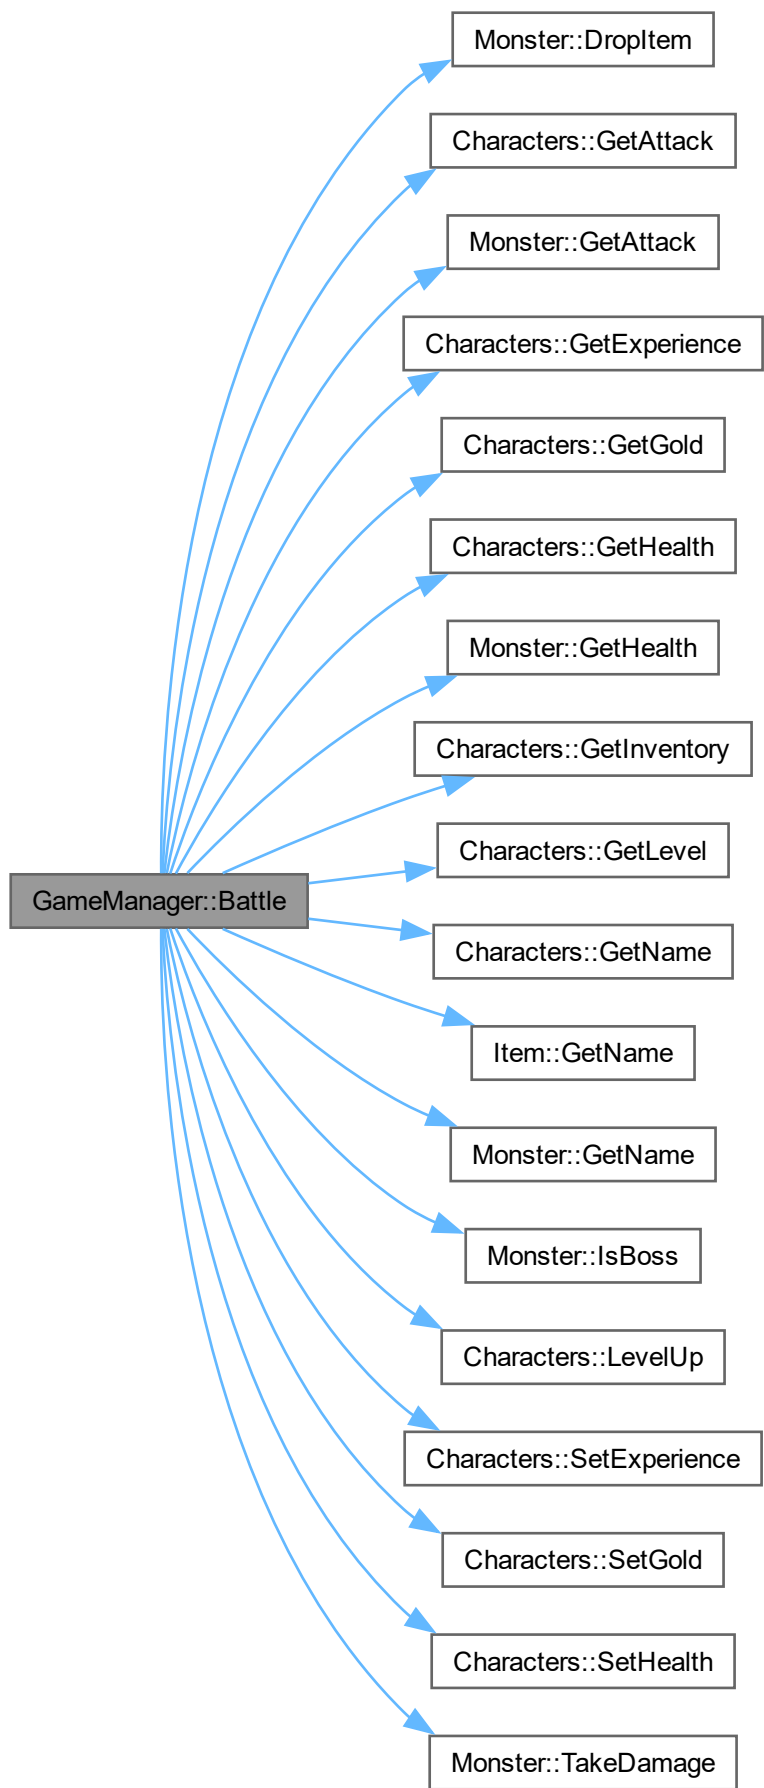 Monster::DropItem
Characters::GetAttack
Monster::GetAttack
Characters::GetExperience
Characters::GetGold
Characters::GetHealth
Monster::GetHealth
Characters::GetInventory
Characters::GetLevel
GameManager::Battle
Characters::GetName
Item::GetName
Monster::GetName
Monster::IsBoss
Characters::LevelUp
Characters::SetExperience
Characters::SetGold
Characters::SetHealth
Monster::TakeDamage